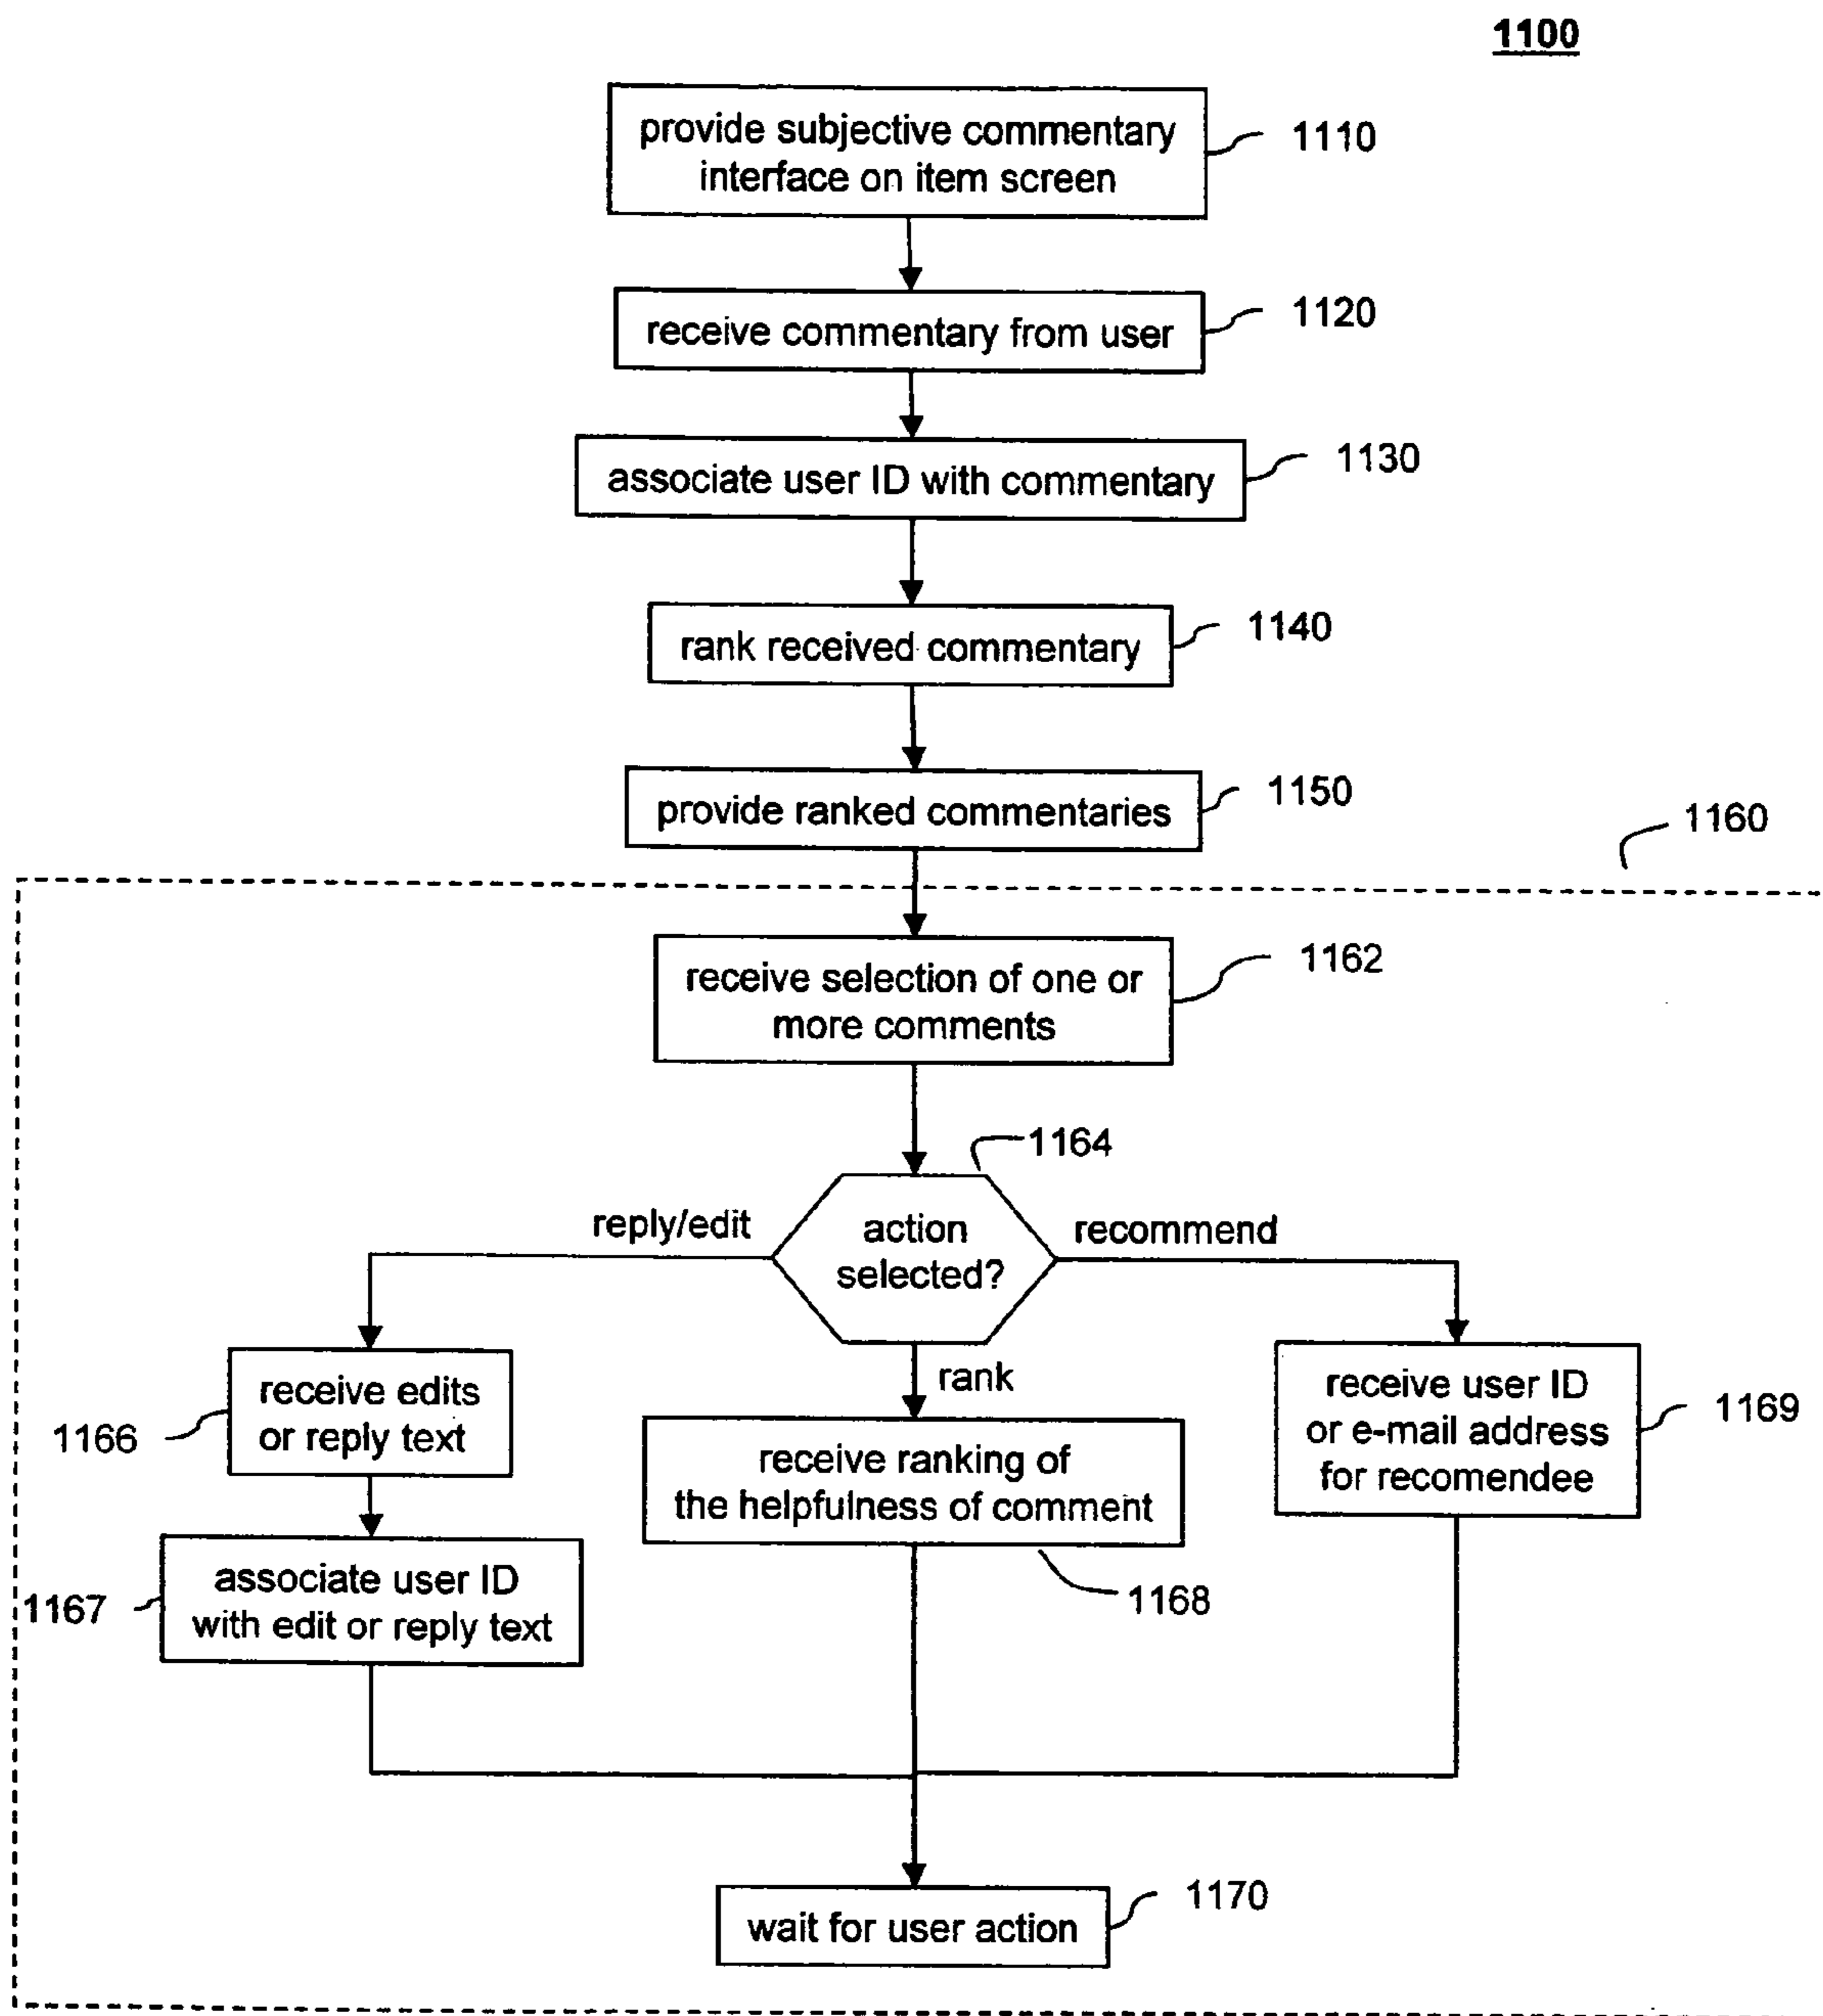 1100
provide subjective commentary
interface on item screen
1110
receive commentary from user
1120
associate user ID with commentary
1130
rank received commentary
1140
provide ranked commentaries
1150
1160
receive selection of one or
more comments
1162
1164
action
selected?
reply/edit
recommend
rank
receive edits
or reply text
1166
associate user ID
with edit or reply text
1167
receive ranking of
the helpfulness of comment
1168
receive user ID
or e-mail address
for recomendee
1169
wait for user action
1170